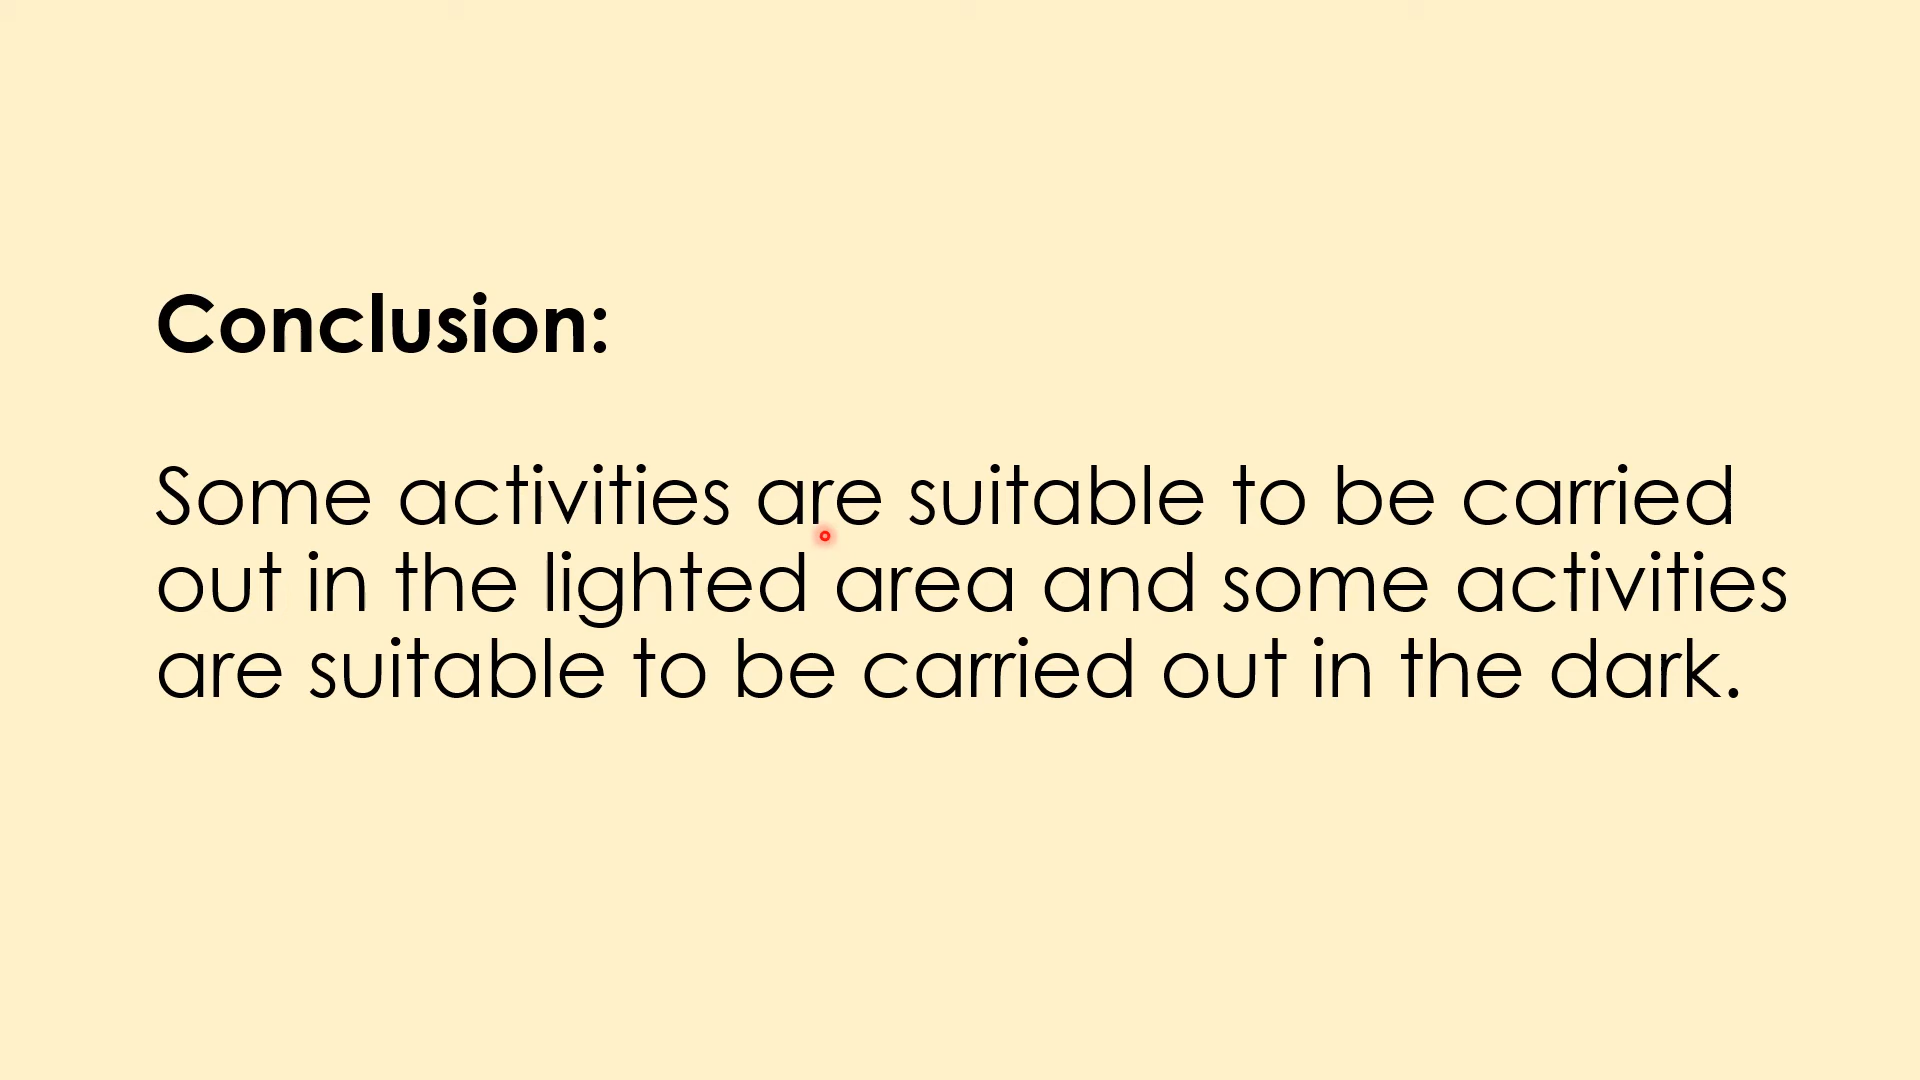 Conclusion:
Some activities are suitable to be carried
out in the lighted area and some activities
are suitable to be carried out in the dark.